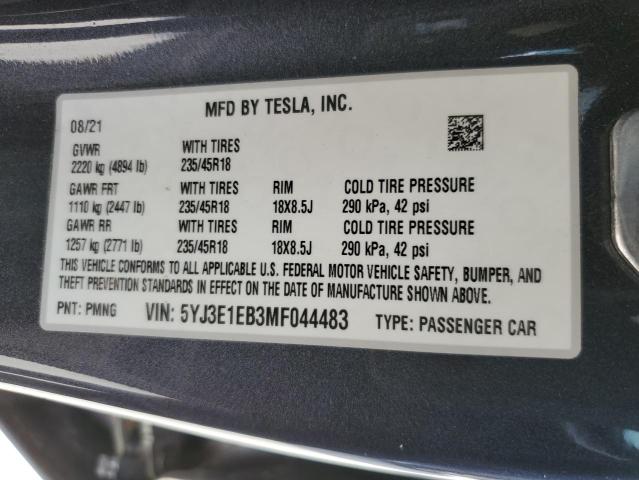 MFD BY TESLA, INC.
08/21
GVWR WITH TIRES
2220 kg (4894 lb) 235/45R18
GAWR FRT WITH TIRES RIM COLD TIRE PRESSURE
1110 kg (2447 lb) 235/45R18 18X8.5J 290 kPa, 42 psi
GAWR RR WITH TIRES RIM COLD TIRE PRESSURE
1257 kg (2771 lb) 235/45R18 18X8.5J 290 kPa, 42 psi
THIS VEHICLE CONFORMS TO ALL APPLICABLE U.S. FEDERAL MOTOR VEHICLE SAFETY, BUMPER, AND
THEFT PREVENTION STANDARDS IN EFFECT ON THE DATE OF MANUFACTURE SHOWN ABOVE.
PNT: PMNG VIN: 5YJ3E1EB3MF044483 TYPE: PASSENGER CAR